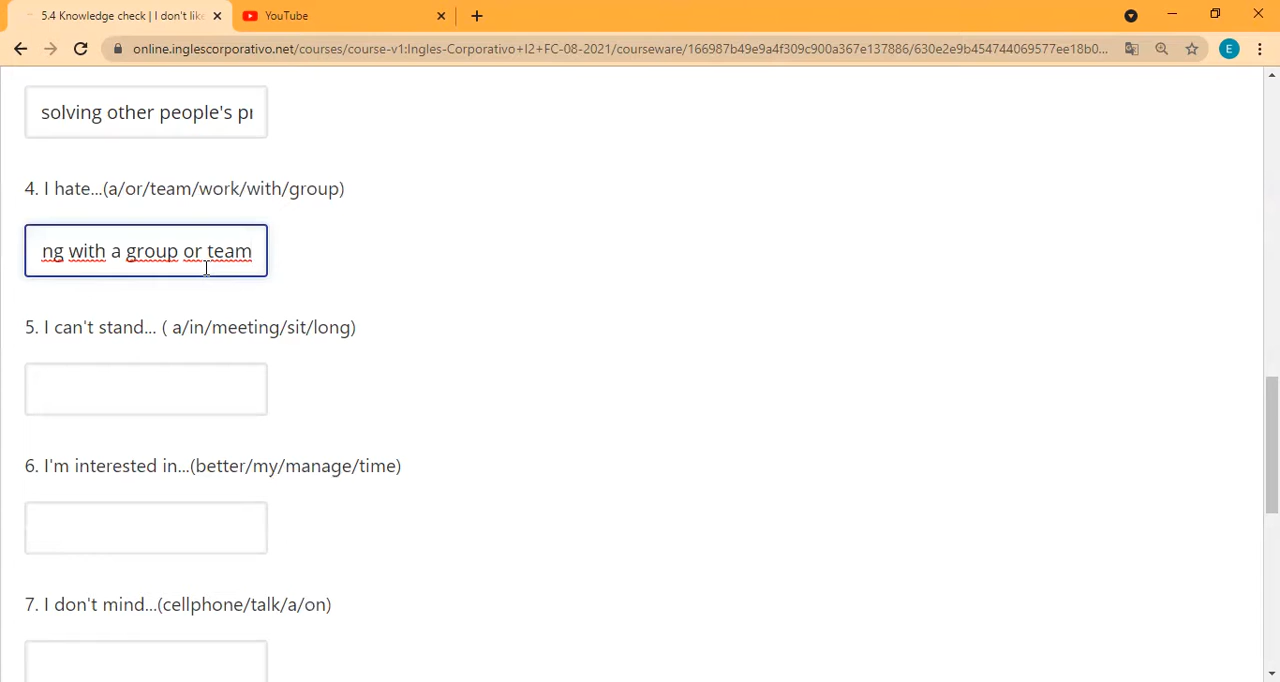 5.4 Knowledge check | I don't like
YouTube
online.inglescorporativo.net/courses/course-v1:Ingles-Corporativo+I2+FC-08-2021/courseware/166987b49e9a4f309c900a367e137886/630e2e9b454744069577ee18b0...
E
solving other people's pr
4. I hate...(a/or/team/work/with/group)
ng with a group or team
5. I can't stand... ( a/in/meeting/sit/long)
6. I'm interested in...(better/my/manage/time)
7. I don't mind...(cellphone/talk/a/on)